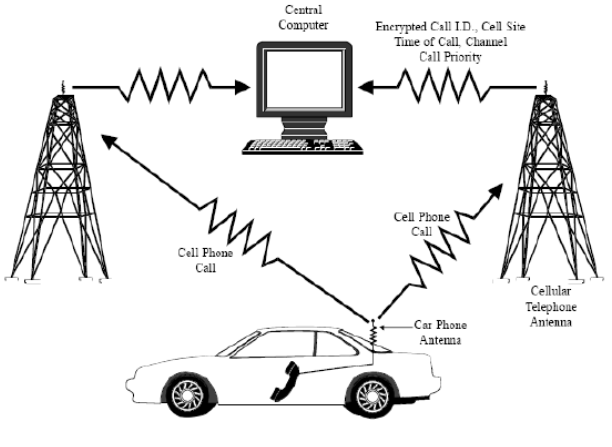 Central
Computer
Encrypted Call I.D., Cell Site
Time of Call, Channel
Call Priority
Cell Phone
Call
Cell Phone
Call
Cellular
Telephone
Antenna
Car Phone
Antenna